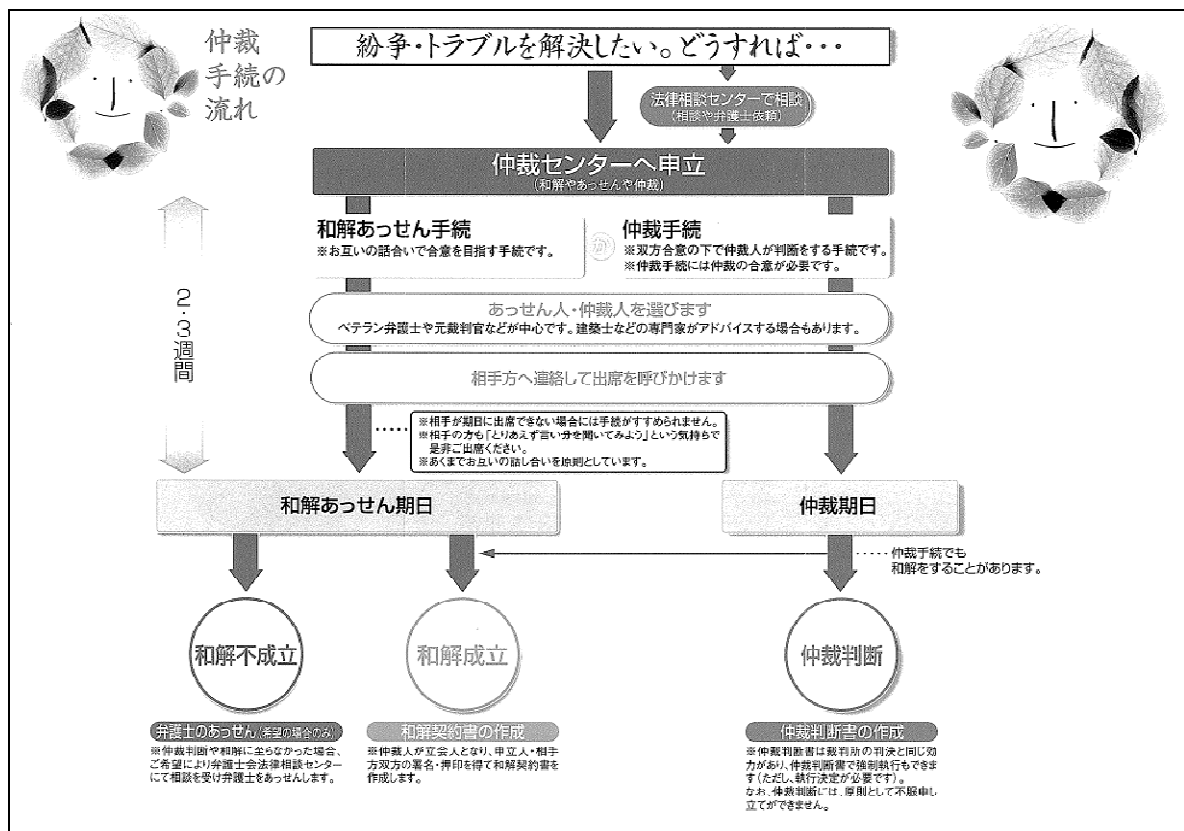 仲裁
手続の
流れ
紛争・トラブルを解決したい。どうすれば・・・
法律相談センターで相談
(相談や弁護士依頼)
仲裁センターへ申立
(和解やあっせんや仲裁)
和解あっせん手続
※お互いの話合いで合意を目指す手続です。
か
仲裁手続
※双方合意の下で仲裁人が判断をする手続です。
※仲裁手続には仲裁の合意が必要です。
2・3週間
あっせん人・仲裁人を選びます
ベテラン弁護士や元裁判官などが中心です。建築士などの専門家がアドバイスする場合もあります。
相手方へ連絡して出席を呼びかけます
※相手が期日に出席できない場合には手続がすすめられません。
※相手の方も「とりあえず言い分を聞いてみよう」という気持ちで
是非ご出席ください。
※あくまでお互いの話し合いを原則としています。
和解あっせん期日
仲裁期日
仲裁手続でも
和解をすることがあります。
和解不成立
和解成立
仲裁判断
弁護士のあっせん(希望の場合のみ)
※仲裁判断や和解に至らなかった場合、
ご希望により弁護士会法律相談センター
にて相談を受け弁護士をあっせんします。
和解契約書の作成
※仲裁人が立会人となり、申立人・相手
方双方の署名・押印を得て和解契約書を
作成します。
仲裁判断書の作成
※仲裁判断書は裁判所の判決と同じ効
力があり、仲裁判断書で強制執行もできま
す(ただし、執行決定が必要です)。
なお、仲裁判断には、原則として不服申し
立てができません。